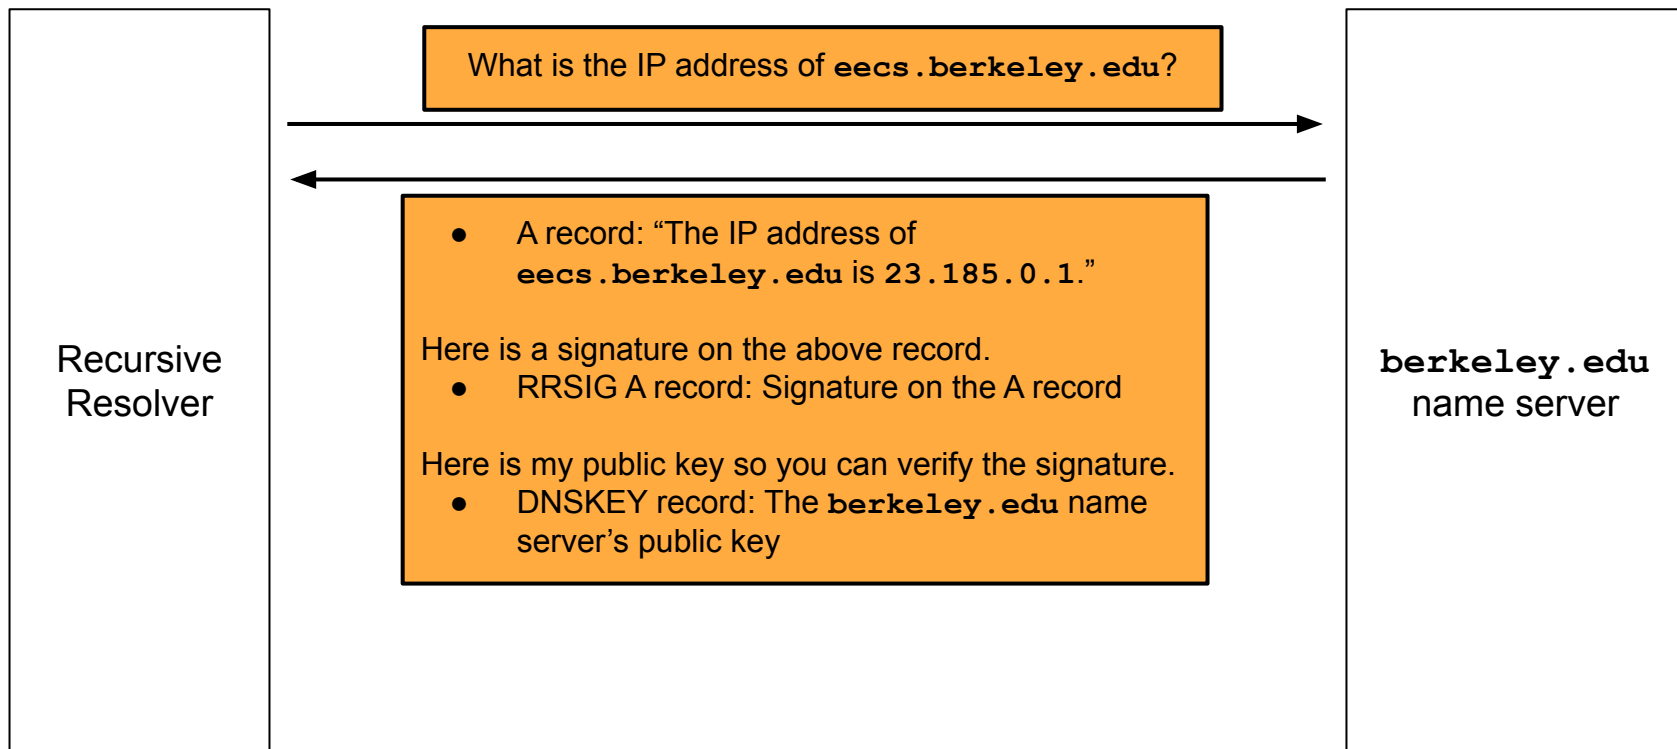 What is the IP address of eecs.berkeley.edu?
● A record: “The IP address of
eecs.berkeley.edu is 23.185.0.1.”
Here is a signature on the above record.
● RRSIG A record: Signature on the A record
Here is my public key so you can verify the signature.
● DNSKEY record: The berkeley.edu name
server’s public key
Recursive
Resolver
berkeley.edu
name server